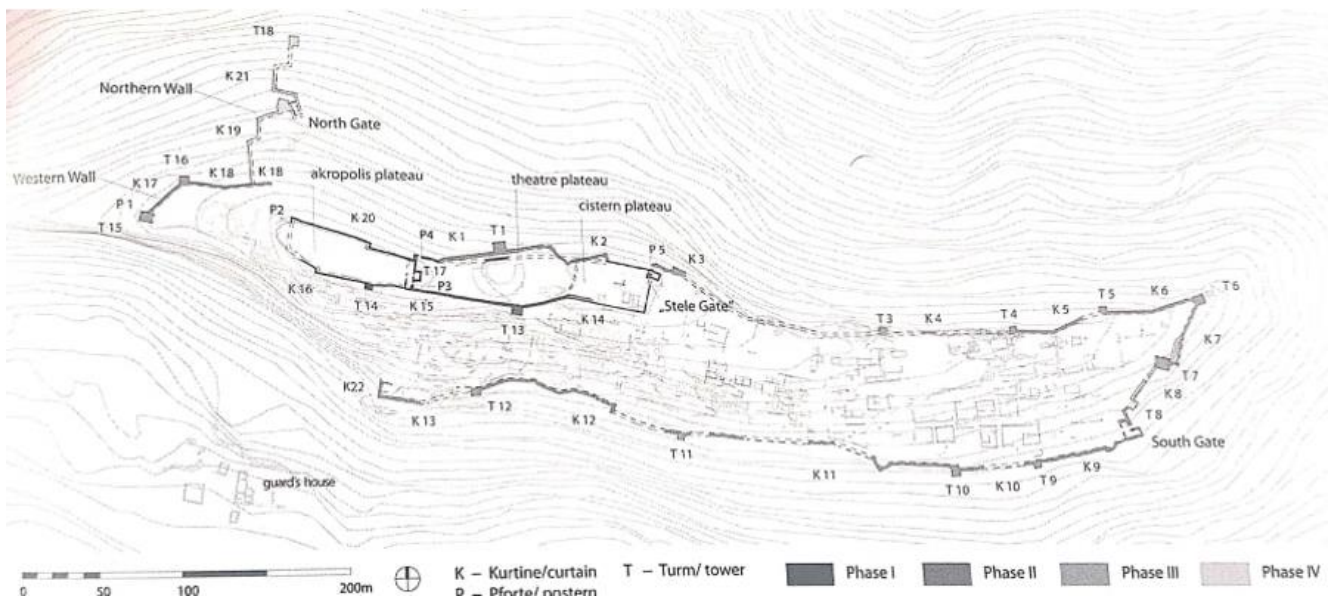 T18
K 21
Northern Wall
North Gate
K 19
T 16
akropolis plateau
theatre plateau
Western Wall
K 17
K 18
K 18
cistern plateau
P 1
P2
K 20
P4
K 1
T 1
K 2
P 5
K 3
T 15
T 17
P3
K 16
T 14
K 15
T 13
K 14
„Stele Gate"
T 3
K 4
T 4
K 5
T 5
K 6
T 6
K 7
T 7
K 8
T 8
South Gate
K22
K 13
T 12
K 12
T 11
K 11
T 10
K 10
T 9
K 9
guard's house
0 50 100 200m
K – Kurtine/curtain T – Turm/ tower Phase I Phase II Phase III Phase IV
P – Pforte/ postern